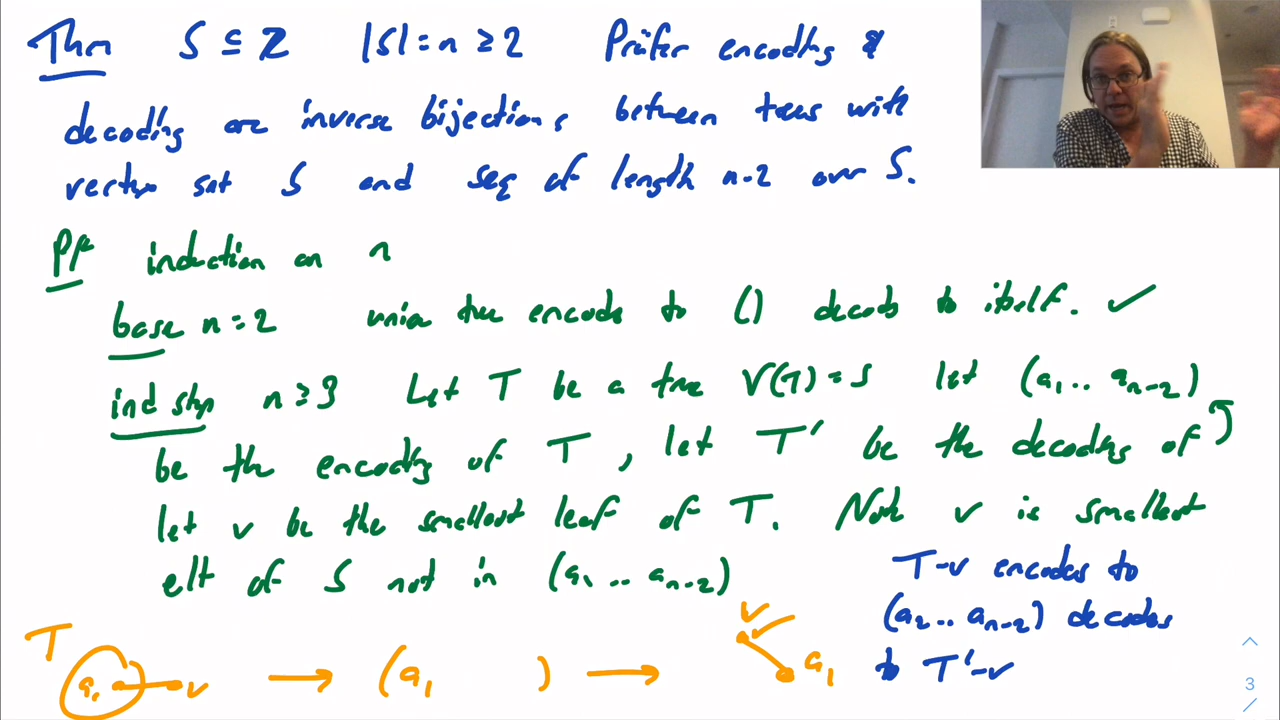 Thm S ⊆ Z |S| = n ≥ 2 Prüfer encoding &
decoding are inverse bijections between trees with
vertex set S and seq of length n-2 over S.
Pf induction on n
base n = 2 unique tree encodes to () decodes to itself. ✓
ind step n ≥ 3 Let T be a tree V(T) = S let (a₁ .. aₙ₋₂)
be the encoding of T, let T' be the decoding of
let v be the smallest leaf of T. Note v is smallest
elt of S not in (a₁ .. aₙ₋₂)
T-v encodes to
(a₂ .. aₙ₋₂) decodes
to T'-v
T
a₁ v → (a₁ ) → v a₁
3